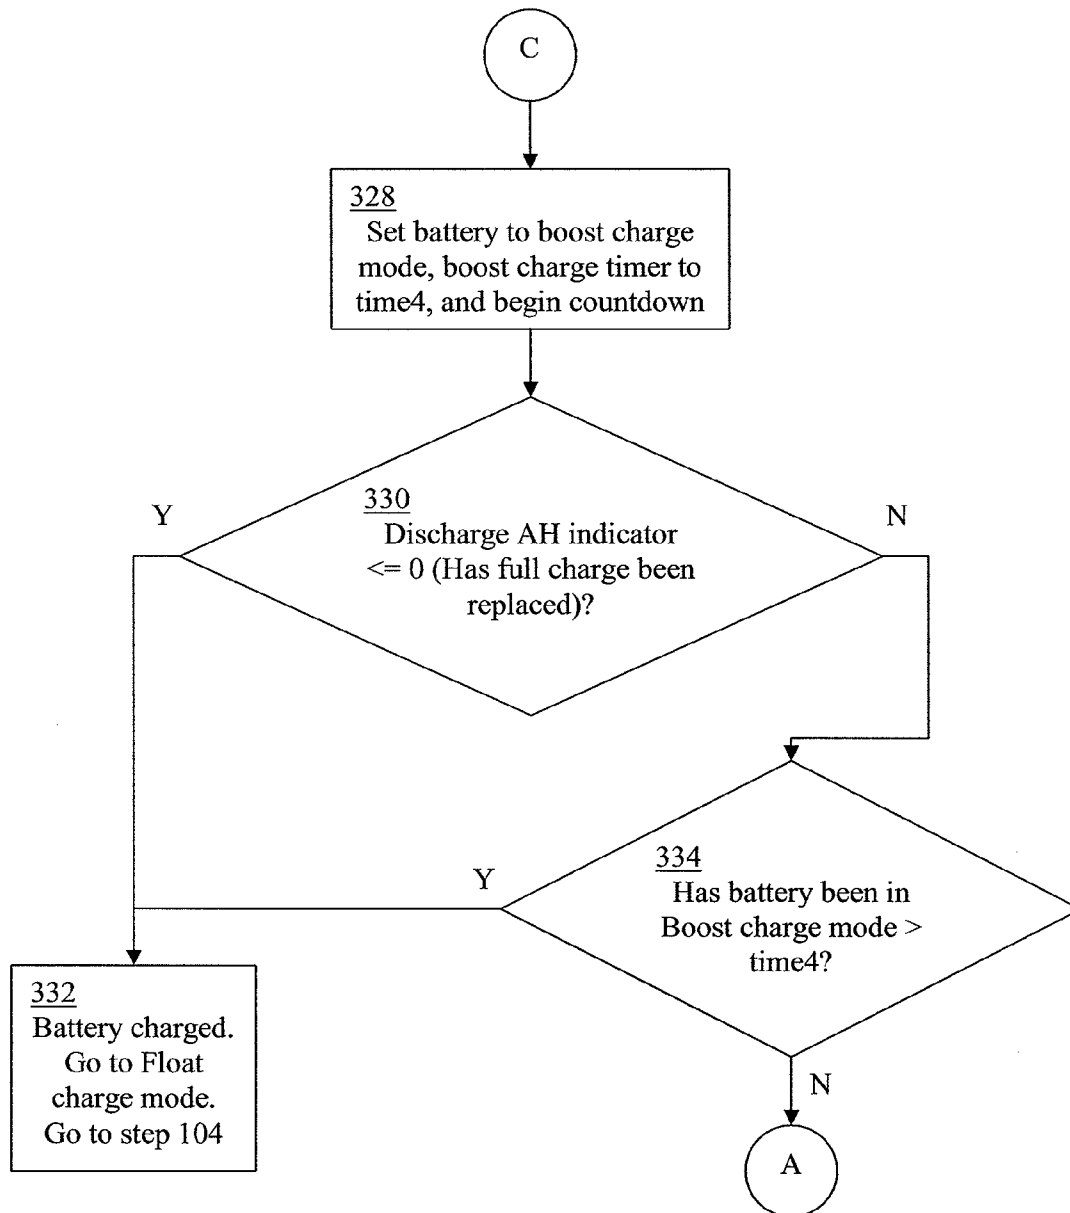 C
328
Set battery to boost charge
mode, boost charge timer to
time4, and begin countdown
Y
N
330
Discharge AH indicator
<= 0 (Has full charge been
replaced)?
Y
334
Has battery been in
Boost charge mode >
time4?
332
Battery charged.
Go to Float
charge mode.
Go to step 104
N
A